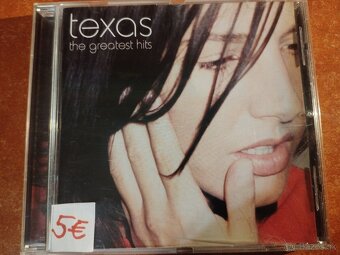 texas
the greatest hits
5€